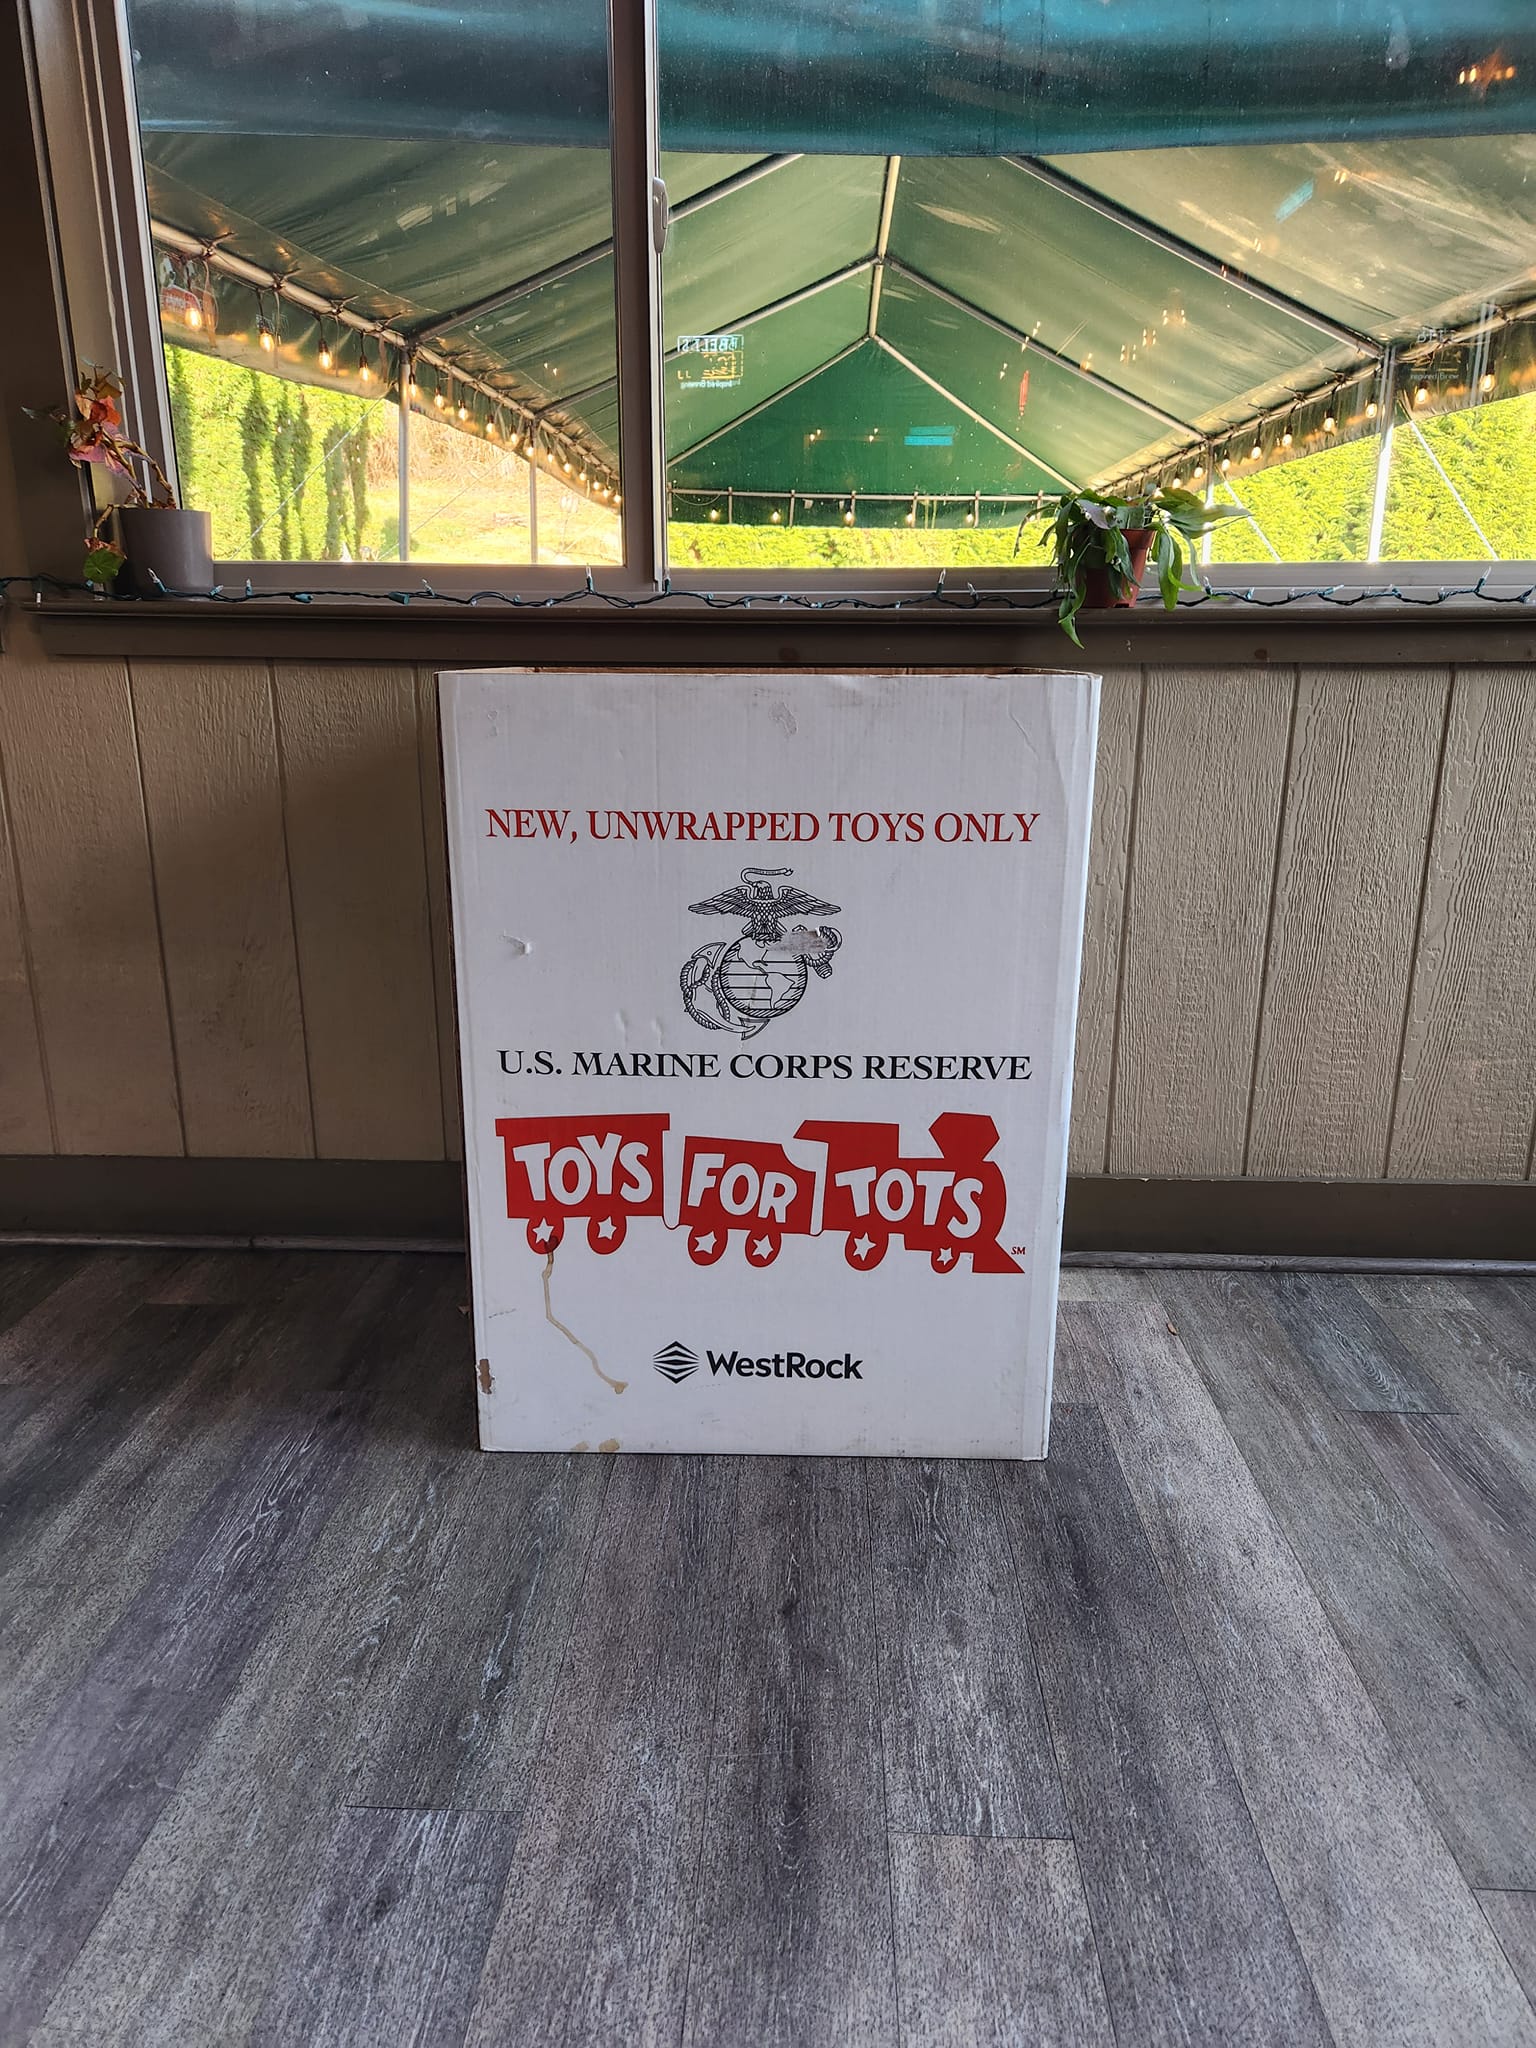 NEW, UNWRAPPED TOYS ONLY
U.S. MARINE CORPS RESERVE
TOYS FOR TOTS
SM
WestRock